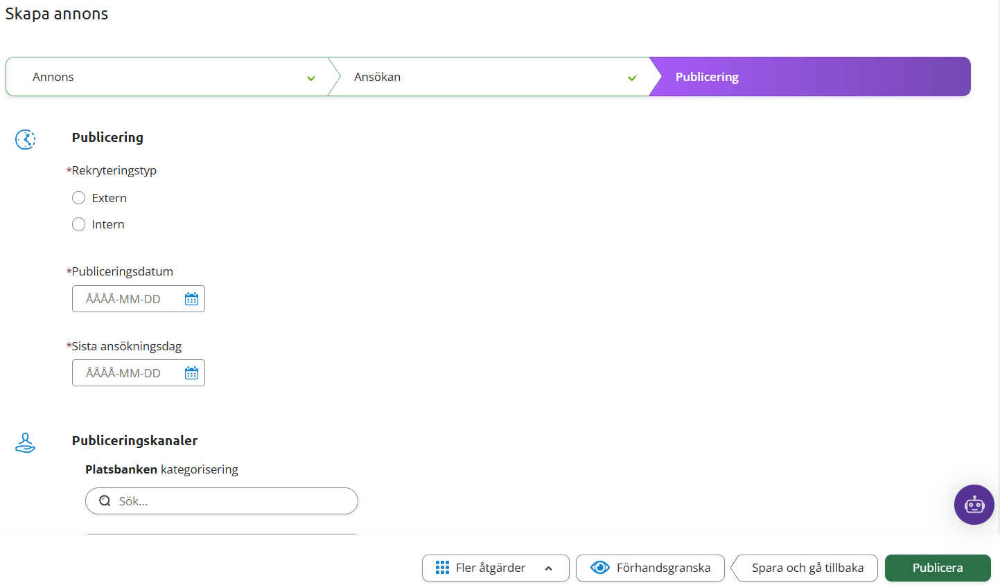 Skapa annons
Annons
Ansökan
Publicering
Publicering
*Rekryteringstyp
Extern
Intern
*Publiceringsdatum
ÅÅÅÅ-MM-DD
*Sista ansökningsdag
ÅÅÅÅ-MM-DD
Publiceringskanaler
Platsbanken kategorisering
Sök...
Fler åtgärder
Förhandsgranska
Spara och gå tillbaka
Publicera